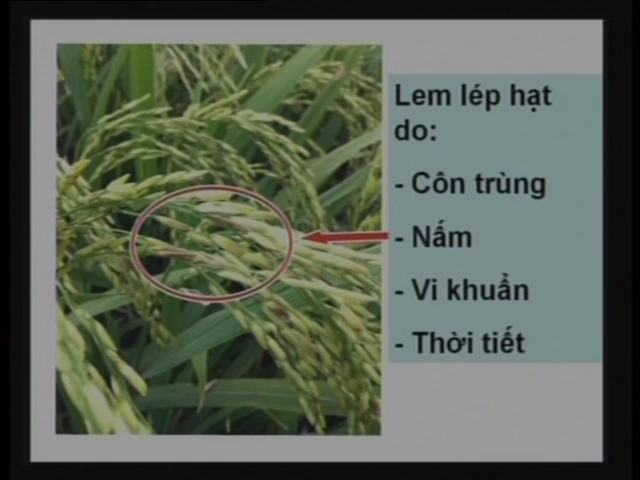 Lem lép hạt
do:
- Côn trùng
- Nấm
- Vi khuẩn
- Thời tiết